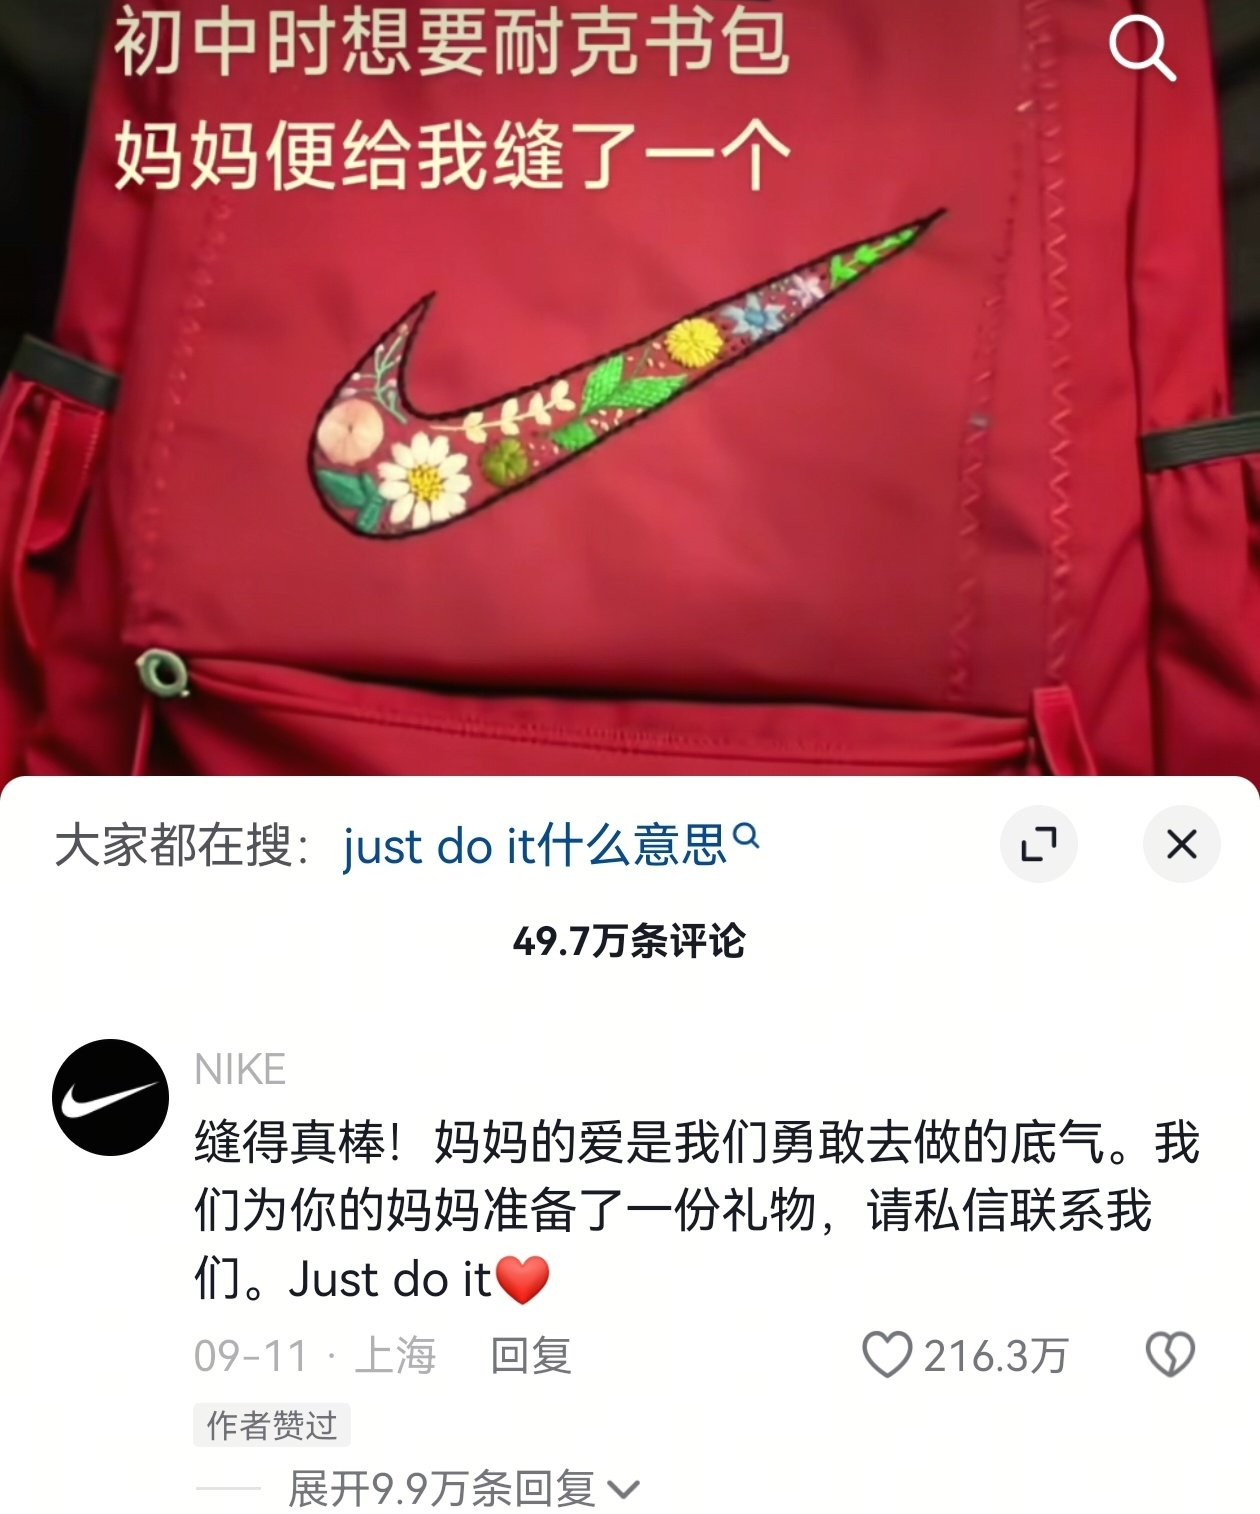 初中时想要耐克书包
妈妈便给我缝了一个
大家都在搜：just do it什么意思
49.7万条评论
NIKE
缝得真棒！妈妈的爱是我们勇敢去做的底气。我
们为你的妈妈准备了一份礼物，请私信联系我
们。Just do it❤️
09-11 · 上海 回复 216.3万
作者赞过
展开9.9万条回复